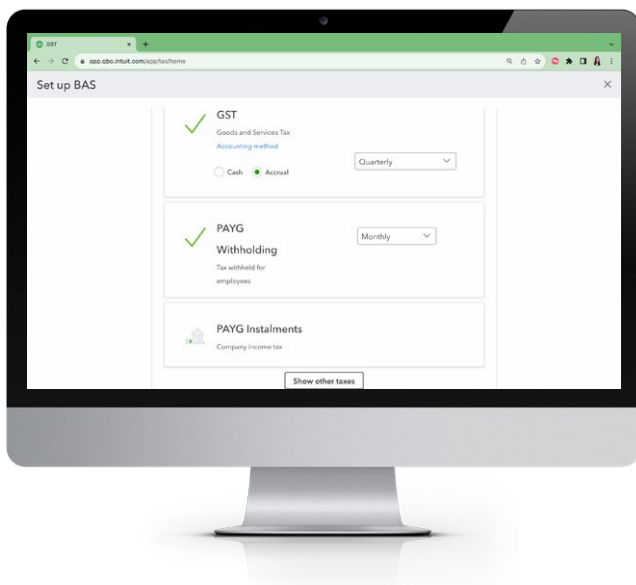 GST
app.qbo.intuit.com/app/tax/home
Set up BAS
GST
Goods and Services Tax
Accounting method
Cash Accrual
Quarterly
PAYG
Withholding
Monthly
Tax withheld for
employees
PAYG Instalments
Company income tax
Show other taxes